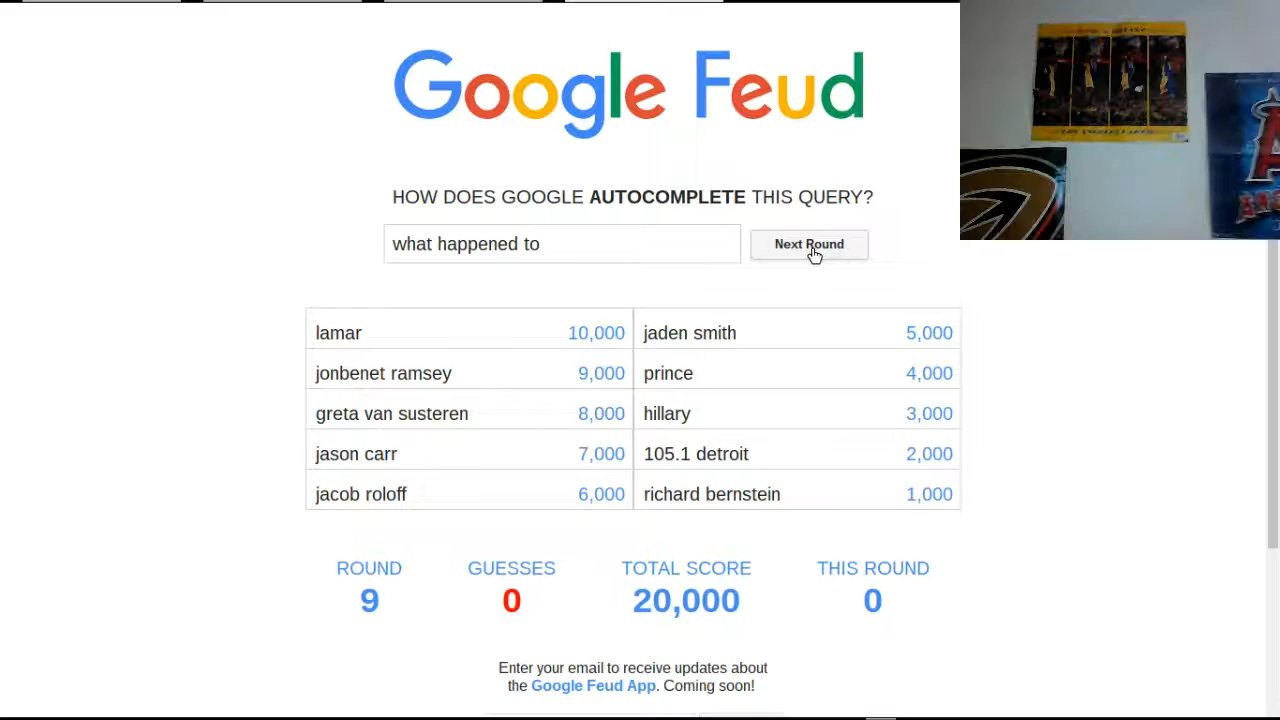 Google Feud
HOW DOES GOOGLE AUTOCOMPLETE THIS QUERY?
what happened to
Next Round
lamar 10,000 jaden smith 5,000
jonbenet ramsey 9,000 prince 4,000
greta van susteren 8,000 hillary 3,000
jason carr 7,000 105.1 detroit 2,000
jacob roloff 6,000 richard bernstein 1,000
ROUND GUESSES TOTAL SCORE THIS ROUND
9 0 20,000 0
Enter your email to receive updates about
the Google Feud App. Coming soon!